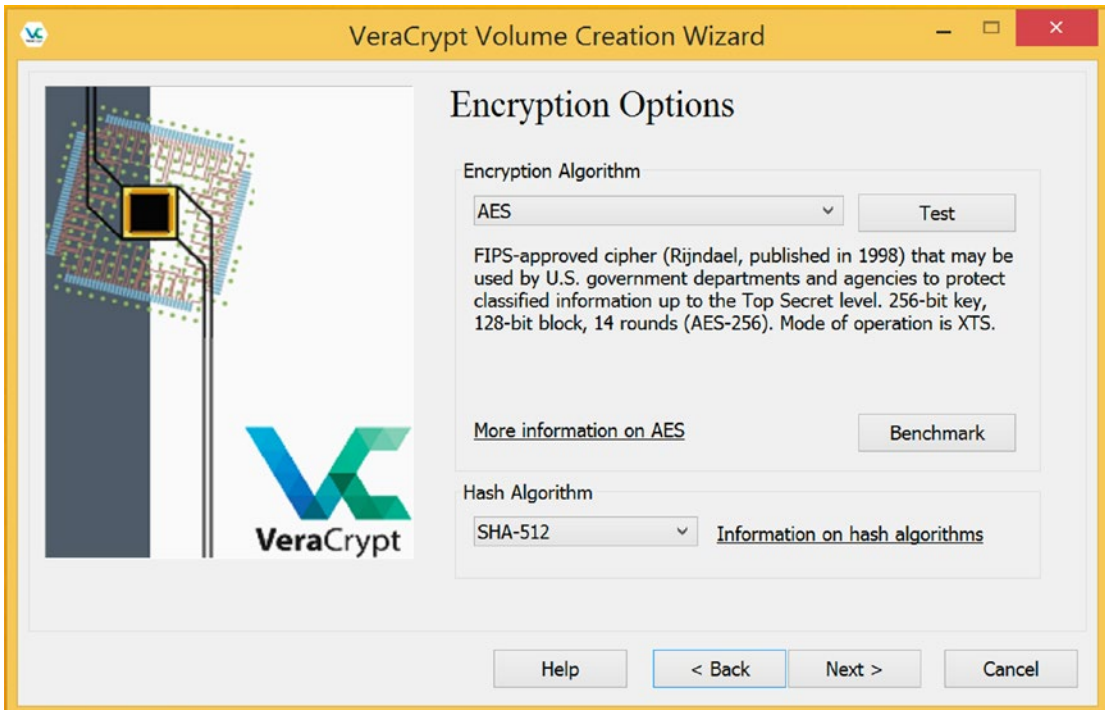 VeraCrypt Volume Creation Wizard
Encryption Options
Encryption Algorithm
AES
Test
FIPS-approved cipher (Rijndael, published in 1998) that may be
used by U.S. government departments and agencies to protect
classified information up to the Top Secret level. 256-bit key,
128-bit block, 14 rounds (AES-256). Mode of operation is XTS.
More information on AES
Benchmark
Hash Algorithm
SHA-512
Information on hash algorithms
VeraCrypt
Help
< Back
Next >
Cancel